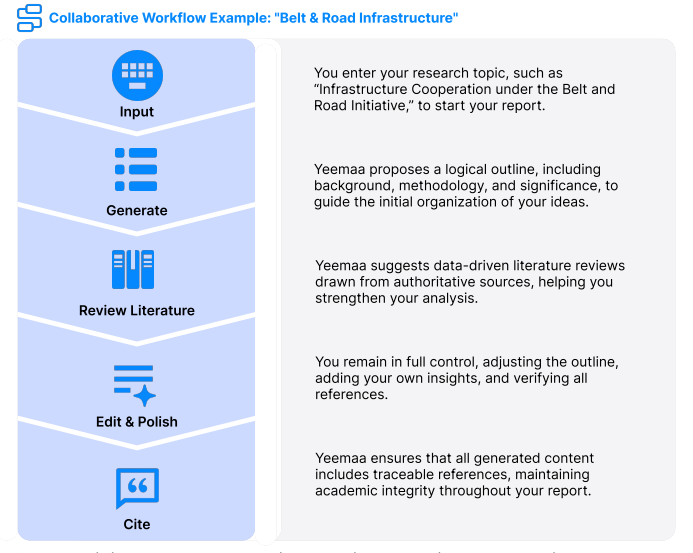 Collaborative Workflow Example: "Belt & Road Infrastructure"
Input
You enter your research topic, such as
“Infrastructure Cooperation under the Belt and
Road Initiative,” to start your report.
Generate
Yeemaa proposes a logical outline, including
background, methodology, and significance, to
guide the initial organization of your ideas.
Review Literature
Yeemaa suggests data-driven literature reviews
drawn from authoritative sources, helping you
strengthen your analysis.
Edit & Polish
You remain in full control, adjusting the outline,
adding your own insights, and verifying all
references.
Cite
Yeemaa ensures that all generated content
includes traceable references, maintaining
academic integrity throughout your report.